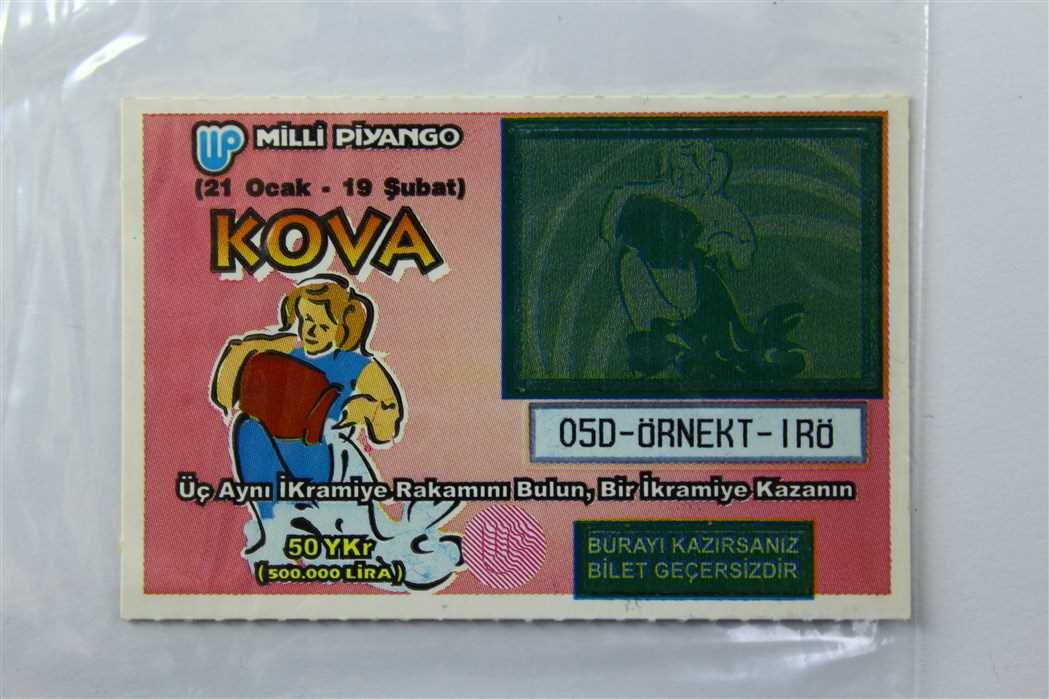 MİLLİ PİYANGO
(21 Ocak - 19 Şubat)
KOVA
05D-ÖRNEKT-IRÖ
Üç Aynı İKramiye Rakamını Bulun, Bir İkramiye Kazanın
50 YKr
(500.000 LİRA)
BURAYI KAZIRSANIZ
BİLET GEÇERSİZDİR